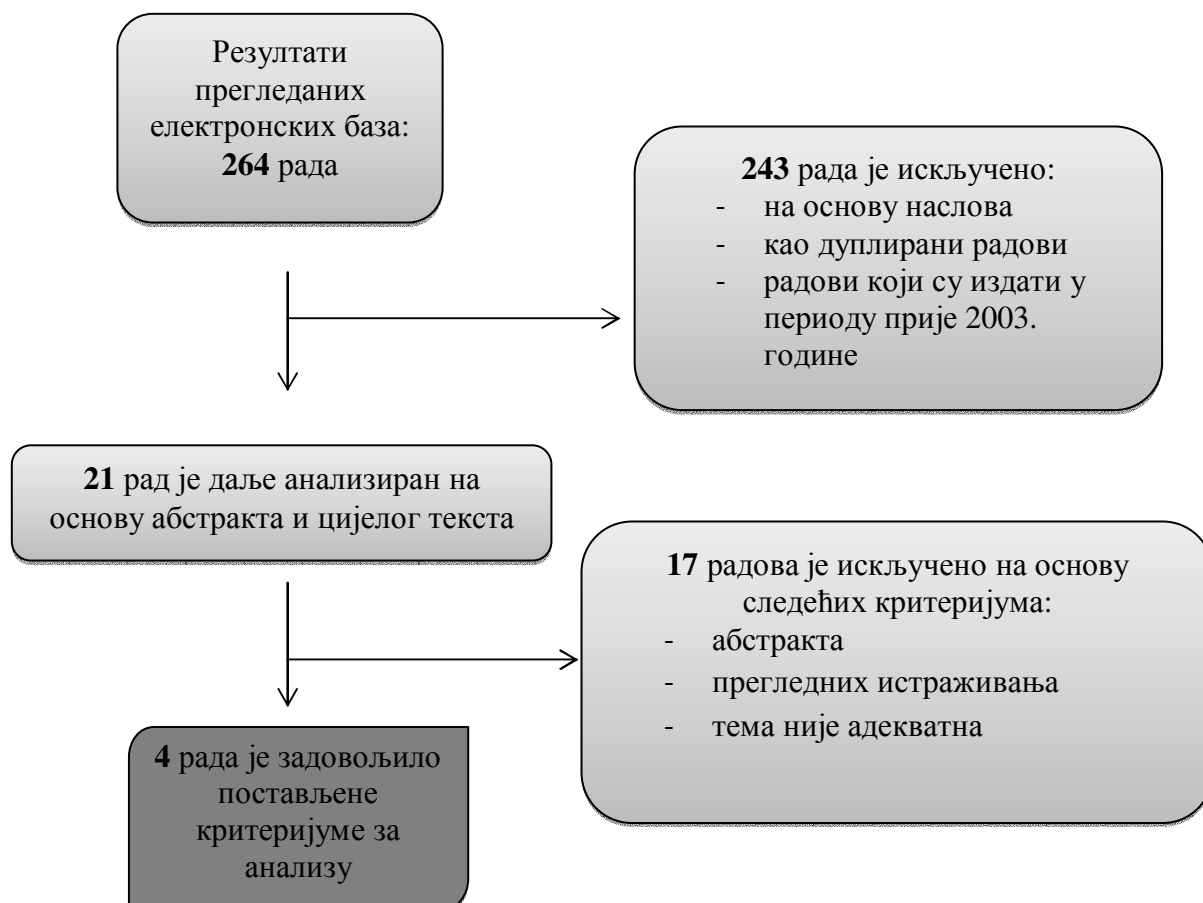 Резултати
прегледаних
електронских база:
264 рада
243 рада је искључено:
- на основу наслова
- као дуплирани радови
- радови који су издати у
периоду прије 2003.
године
21 рад је даље анализиран на
основу абстракта и цијелог текста
17 радова је искључено на основу
следећих критеријума:
- абстракта
- прегледних истраживања
- тема није адекватна
4 рада је задовољило
постављене
критеријуме за
анализу